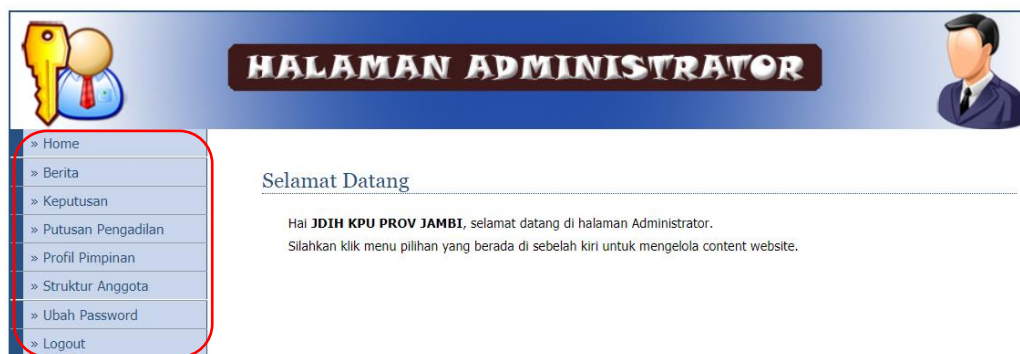 HALAMAN ADMINISTRATOR
» Home
» Berita
» Keputusan
» Putusan Pengadilan
» Profil Pimpinan
» Struktur Anggota
» Ubah Password
» Logout
Selamat Datang
Hai JDIH KPU PROV JAMBI, selamat datang di halaman Administrator.
Silahkan klik menu pilihan yang berada di sebelah kiri untuk mengelola content website.